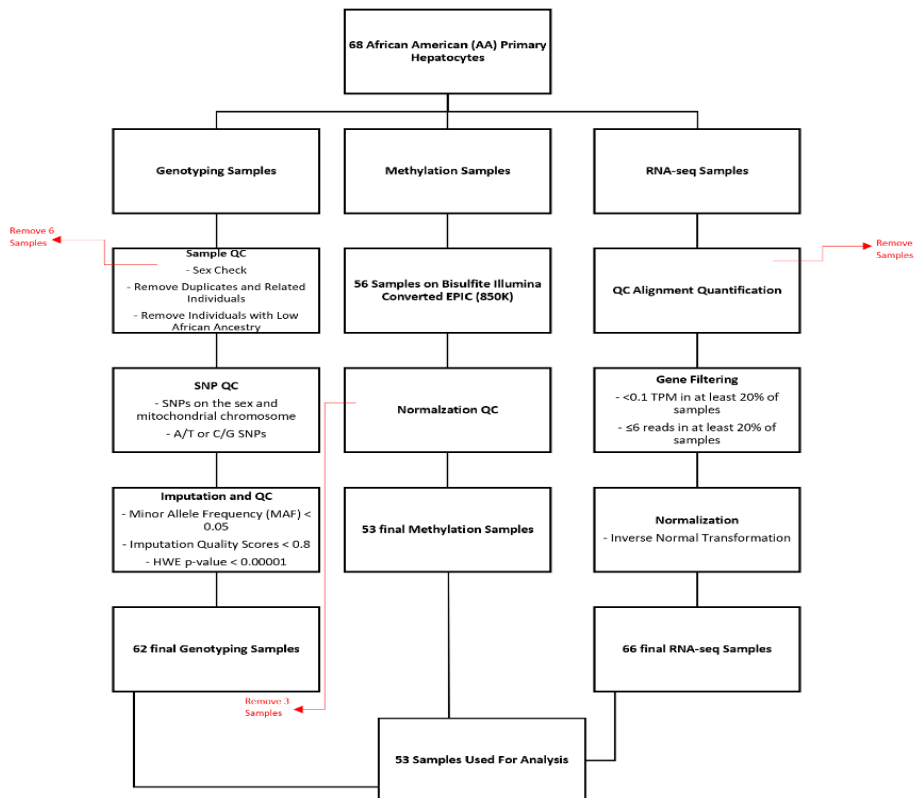 68 African American (AA) Primary
Hepatocytes
Genotyping Samples
Methylation Samples
RNA-seq Samples
Remove 6
Samples
Sample QC
- Sex Check
- Remove Duplicates and Related
Individuals
- Remove Individuals with Low
African Ancestry
56 Samples on Bisulfite Illumina
Converted EPIC (850K)
QC Alignment Quantification
Remove
Samples
SNP QC
- SNPs on the sex and
mitochondrial chromosome
- A/T or C/G SNPs
Normalzation QC
Gene Filtering
- <0.1 TPM in at least 20% of
samples
- ≤6 reads in at least 20% of
samples
Imputation and QC
- Minor Allele Frequency (MAF) <
0.05
- Imputation Quality Scores < 0.8
- HWE p-value < 0.00001
53 final Methylation Samples
Normalization
- Inverse Normal Transformation
62 final Genotyping Samples
66 final RNA-seq Samples
Remove 3
Samples
53 Samples Used For Analysis